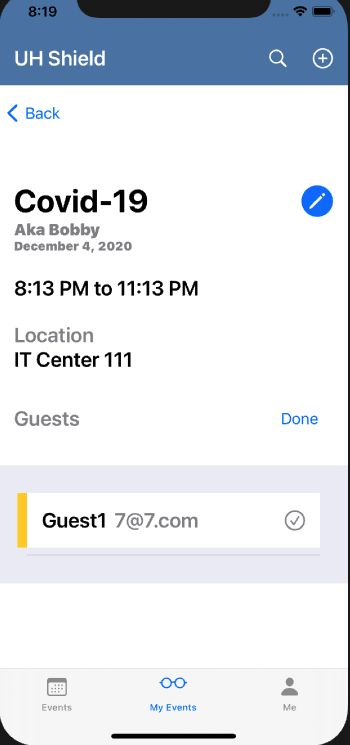 8:19
UH Shield
Back
Covid-19
Aka Bobby
December 4, 2020
8:13 PM to 11:13 PM
Location
IT Center 111
Guests Done
Guest1 7@7.com
Events My Events Me